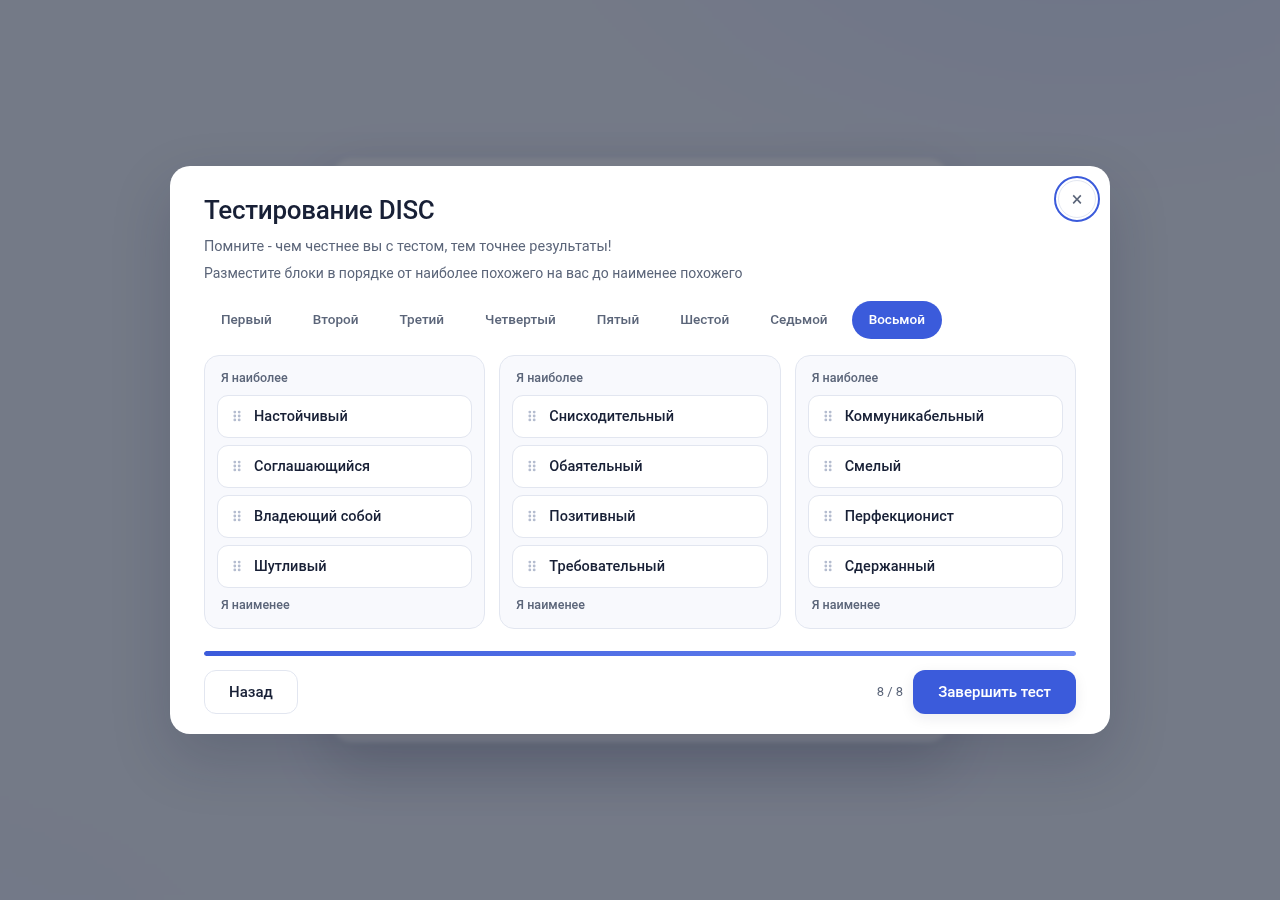 Тестирование DISC
Помните - чем честнее вы с тестом, тем точнее результаты!
Разместите блоки в порядке от наиболее похожего на вас до наименее похожего
Первый Второй Третий Четвертый Пятый Шестой Седьмой Восьмой
Я наиболее
Настойчивый
Соглашающийся
Владеющий собой
Шутливый
Я наименее
Я наиболее
Снисходительный
Обаятельный
Позитивный
Требовательный
Я наименее
Я наиболее
Коммуникабельный
Смелый
Перфекционист
Сдержанный
Я наименее
Назад
8 / 8
Завершить тест